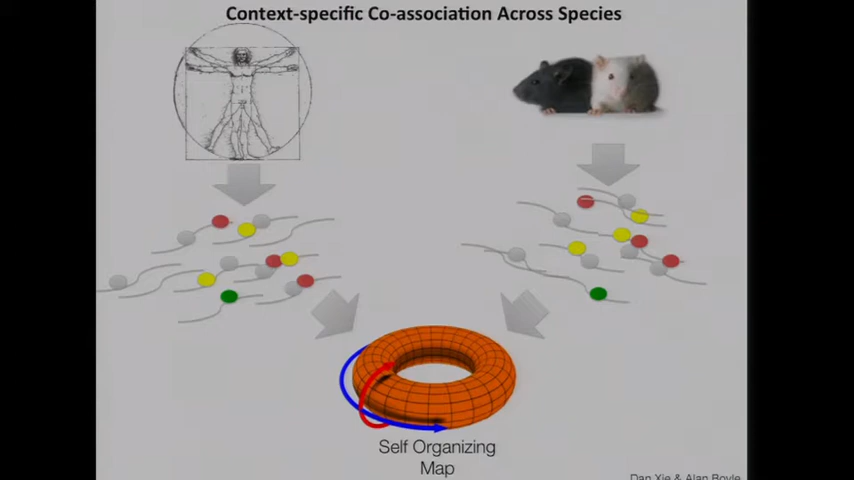 Context-specific Co-association Across Species
Self Organizing
Map
Dan Xie & Alan Boyle